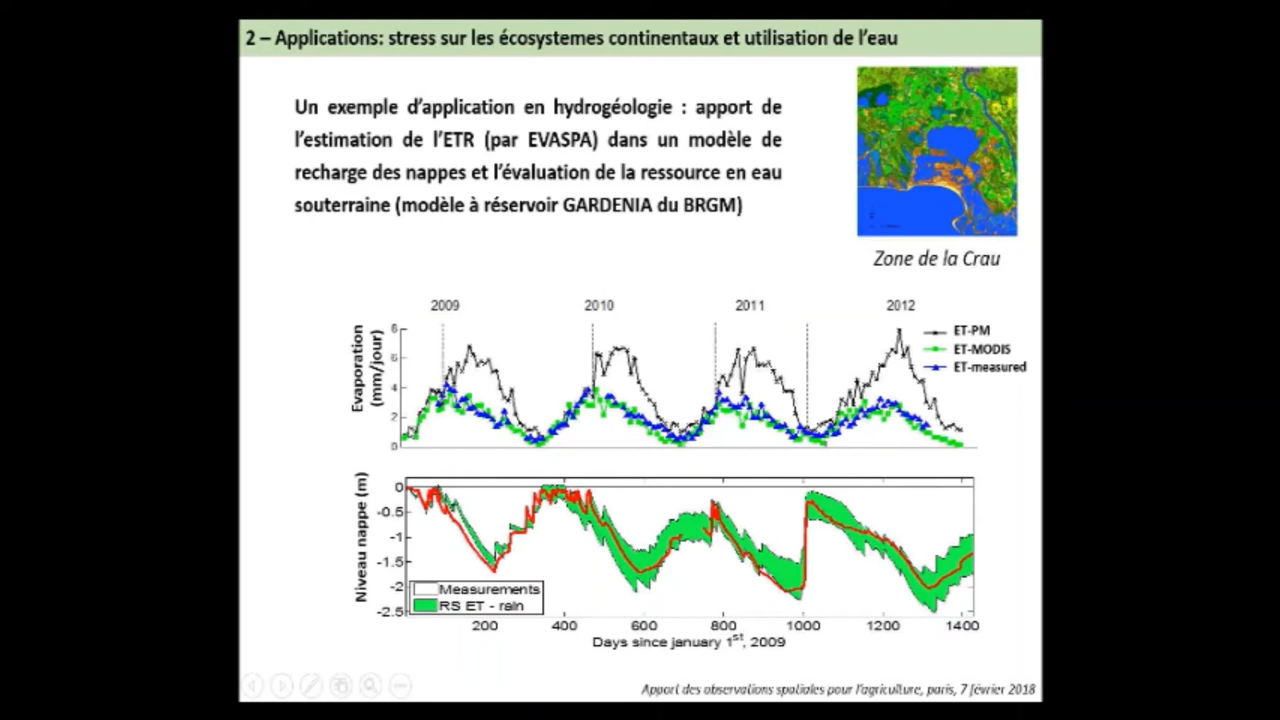 2 – Applications: stress sur les écosystemes continentaux et utilisation de l'eau
Un exemple d'application en hydrogéologie : apport de
l'estimation de l'ETR (par EVASPA) dans un modèle de
recharge des nappes et l'évaluation de la ressource en eau
souterraine (modèle à réservoir GARDENIA du BRGM)
Zone de la Crau
2009 2010 2011 2012
Evaporation
(mm/jour)
8
6
4
2
0
ET-PM
ET-MODIS
ET-measured
Niveau nappe (m)
0
-0.5
-1
-1.5
-2
-2.5
Measurements
RS ET - rain
200 400 600 800 1000 1200 1400
Days since january 1st, 2009
Apport des observations spatiales pour l'agriculture, paris, 7 février 2018